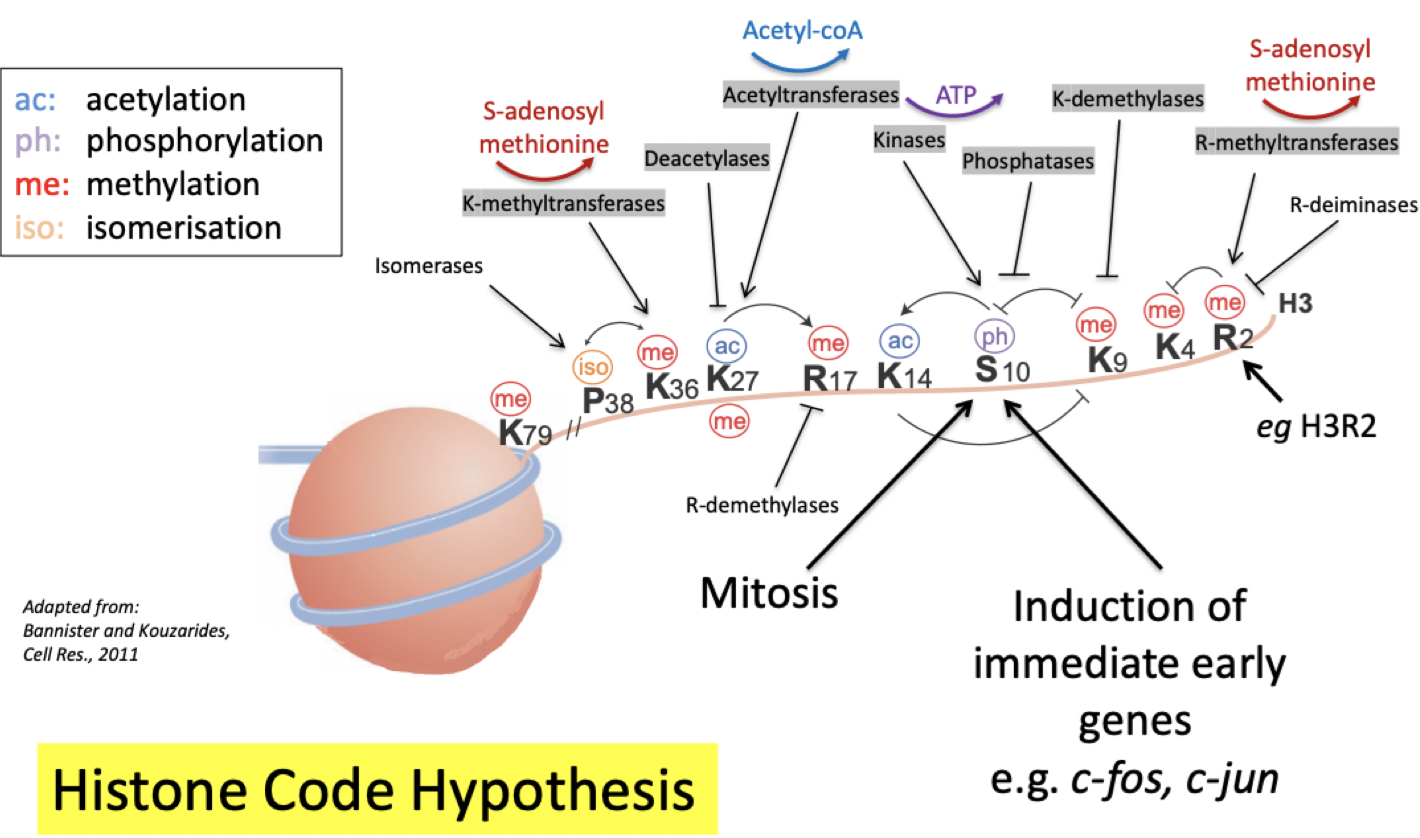 Acetyl-coA
S-adenosyl
methionine
ac: acetylation
ph: phosphorylation
me: methylation
iso: isomerisation
S-adenosyl
methionine
Acetyltransferases
ATP
K-demethylases
Kinases
R-methyltransferases
Deacetylases
Phosphatases
K-methyltransferases
R-deiminases
Isomerases
H3
me
me
me
ac
ph
me
me
ac
iso
me
K79
P38
K36
K27
R17
K14
S10
K9
K4
R2
me
eg H3R2
R-demethylases
Mitosis
Induction of
immediate early
genes
e.g. c-fos, c-jun
Adapted from:
Bannister and Kouzarides,
Cell Res., 2011
//
Histone Code Hypothesis